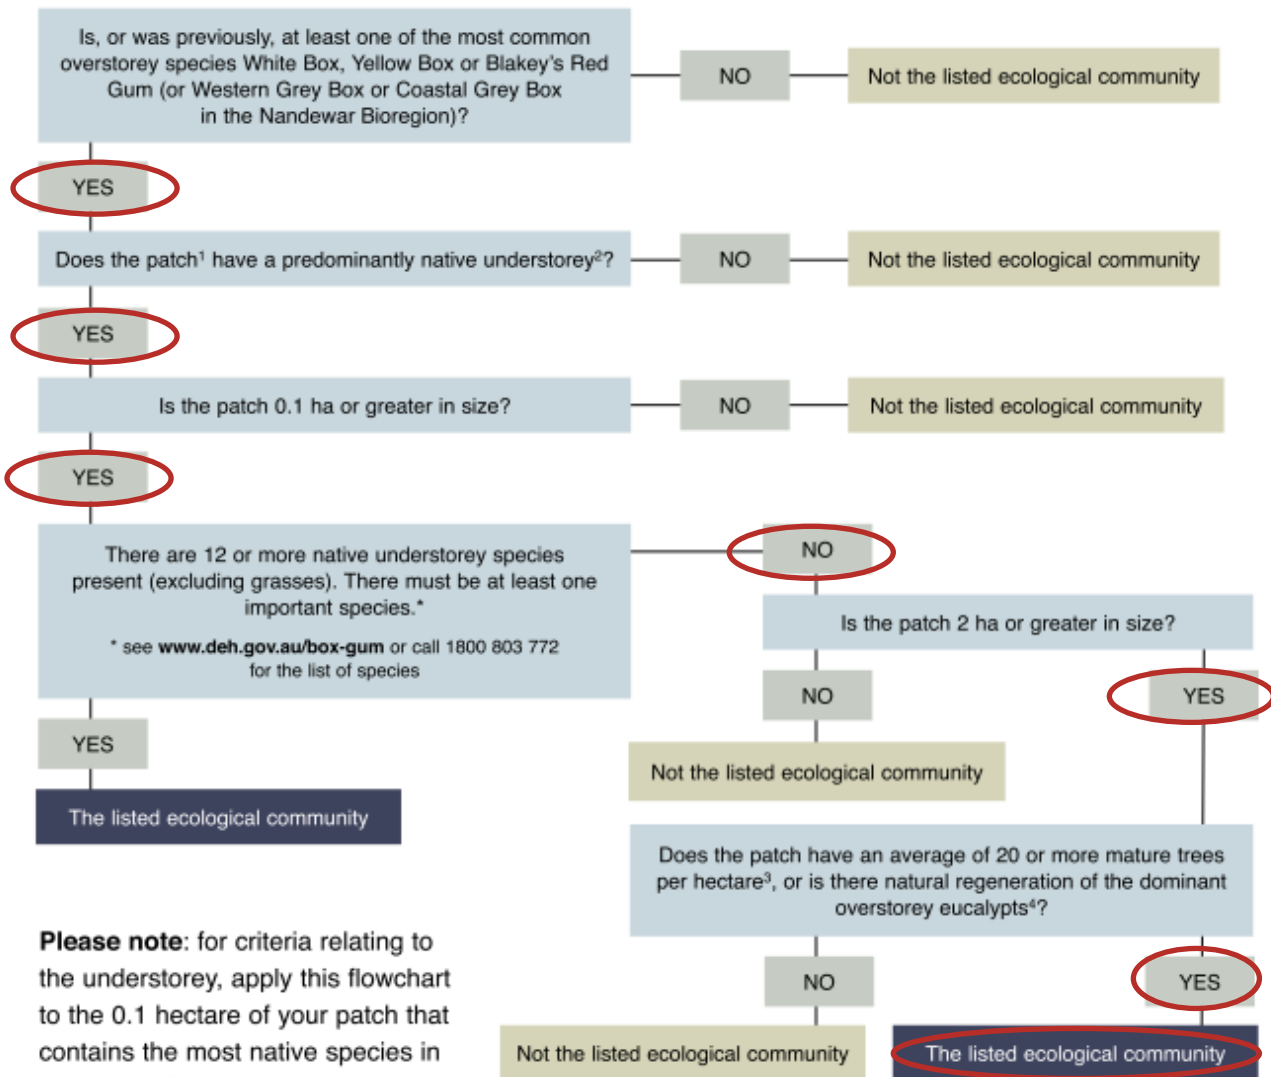 Is, or was previously, at least one of the most common
overstorey species White Box, Yellow Box or Blakey's Red
Gum (or Western Grey Box or Coastal Grey Box
in the Nandewar Bioregion)?
NO
Not the listed ecological community
YES
Does the patch¹ have a predominantly native understorey²?
NO
Not the listed ecological community
YES
Is the patch 0.1 ha or greater in size?
NO
Not the listed ecological community
YES
There are 12 or more native understorey species
present (excluding grasses). There must be at least one
important species.*
* see www.deh.gov.au/box-gum or call 1800 803 772
for the list of species
NO
Is the patch 2 ha or greater in size?
NO
YES
Not the listed ecological community
YES
The listed ecological community
Does the patch have an average of 20 or more mature trees
per hectare³, or is there natural regeneration of the dominant
overstorey eucalypts⁴?
NO
YES
Not the listed ecological community
The listed ecological community
Please note: for criteria relating to
the understorey, apply this flowchart
to the 0.1 hectare of your patch that
contains the most native species in